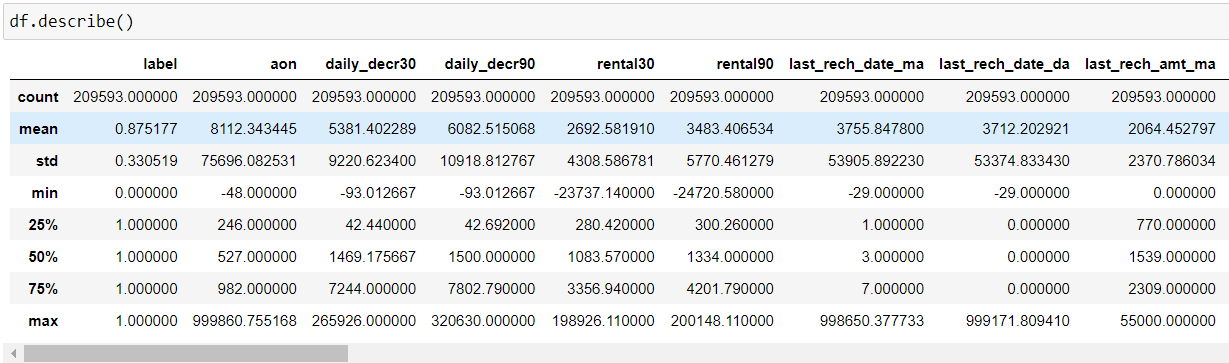 df.describe()
label aon daily_decr30 daily_decr90 rental30 rental90 last_rech_date_ma last_rech_date_da last_rech_amt_ma
count 209593.000000 209593.000000 209593.000000 209593.000000 209593.000000 209593.000000 209593.000000 209593.000000 209593.000000
mean 0.875177 8112.343445 5381.402289 6082.515068 2692.581910 3483.406534 3755.847800 3712.202921 2064.452797
std 0.330519 75696.082531 9220.623400 10918.812767 4308.586781 5770.461279 53905.892230 53374.833430 2370.786034
min 0.000000 -48.000000 -93.012667 -93.012667 -23737.140000 -24720.580000 -29.000000 -29.000000 0.000000
25% 1.000000 246.000000 42.440000 42.692000 280.420000 300.260000 1.000000 0.000000 770.000000
50% 1.000000 527.000000 1469.175667 1500.000000 1083.570000 1334.000000 3.000000 0.000000 1539.000000
75% 1.000000 982.000000 7244.000000 7802.790000 3356.940000 4201.790000 7.000000 0.000000 2309.000000
max 1.000000 999860.755168 265926.000000 320630.000000 198926.110000 200148.110000 998650.377733 999171.809410 55000.000000